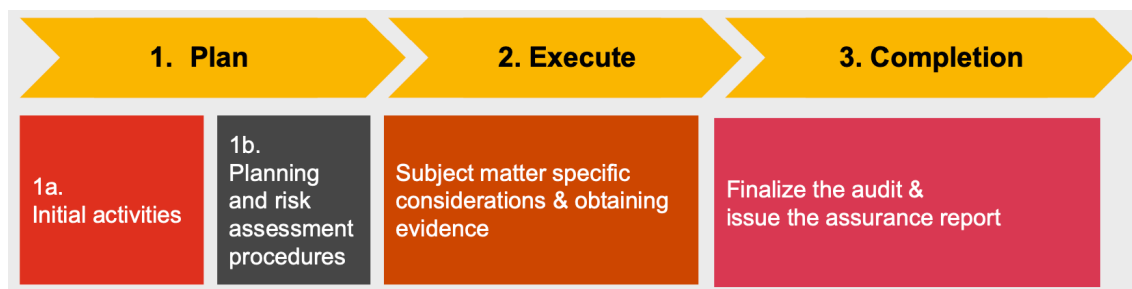 1. Plan
2. Execute
3. Completion
1a.
Initial activities
1b.
Planning
and risk
assessment
procedures
Subject matter specific
considerations & obtaining
evidence
Finalize the audit &
issue the assurance report